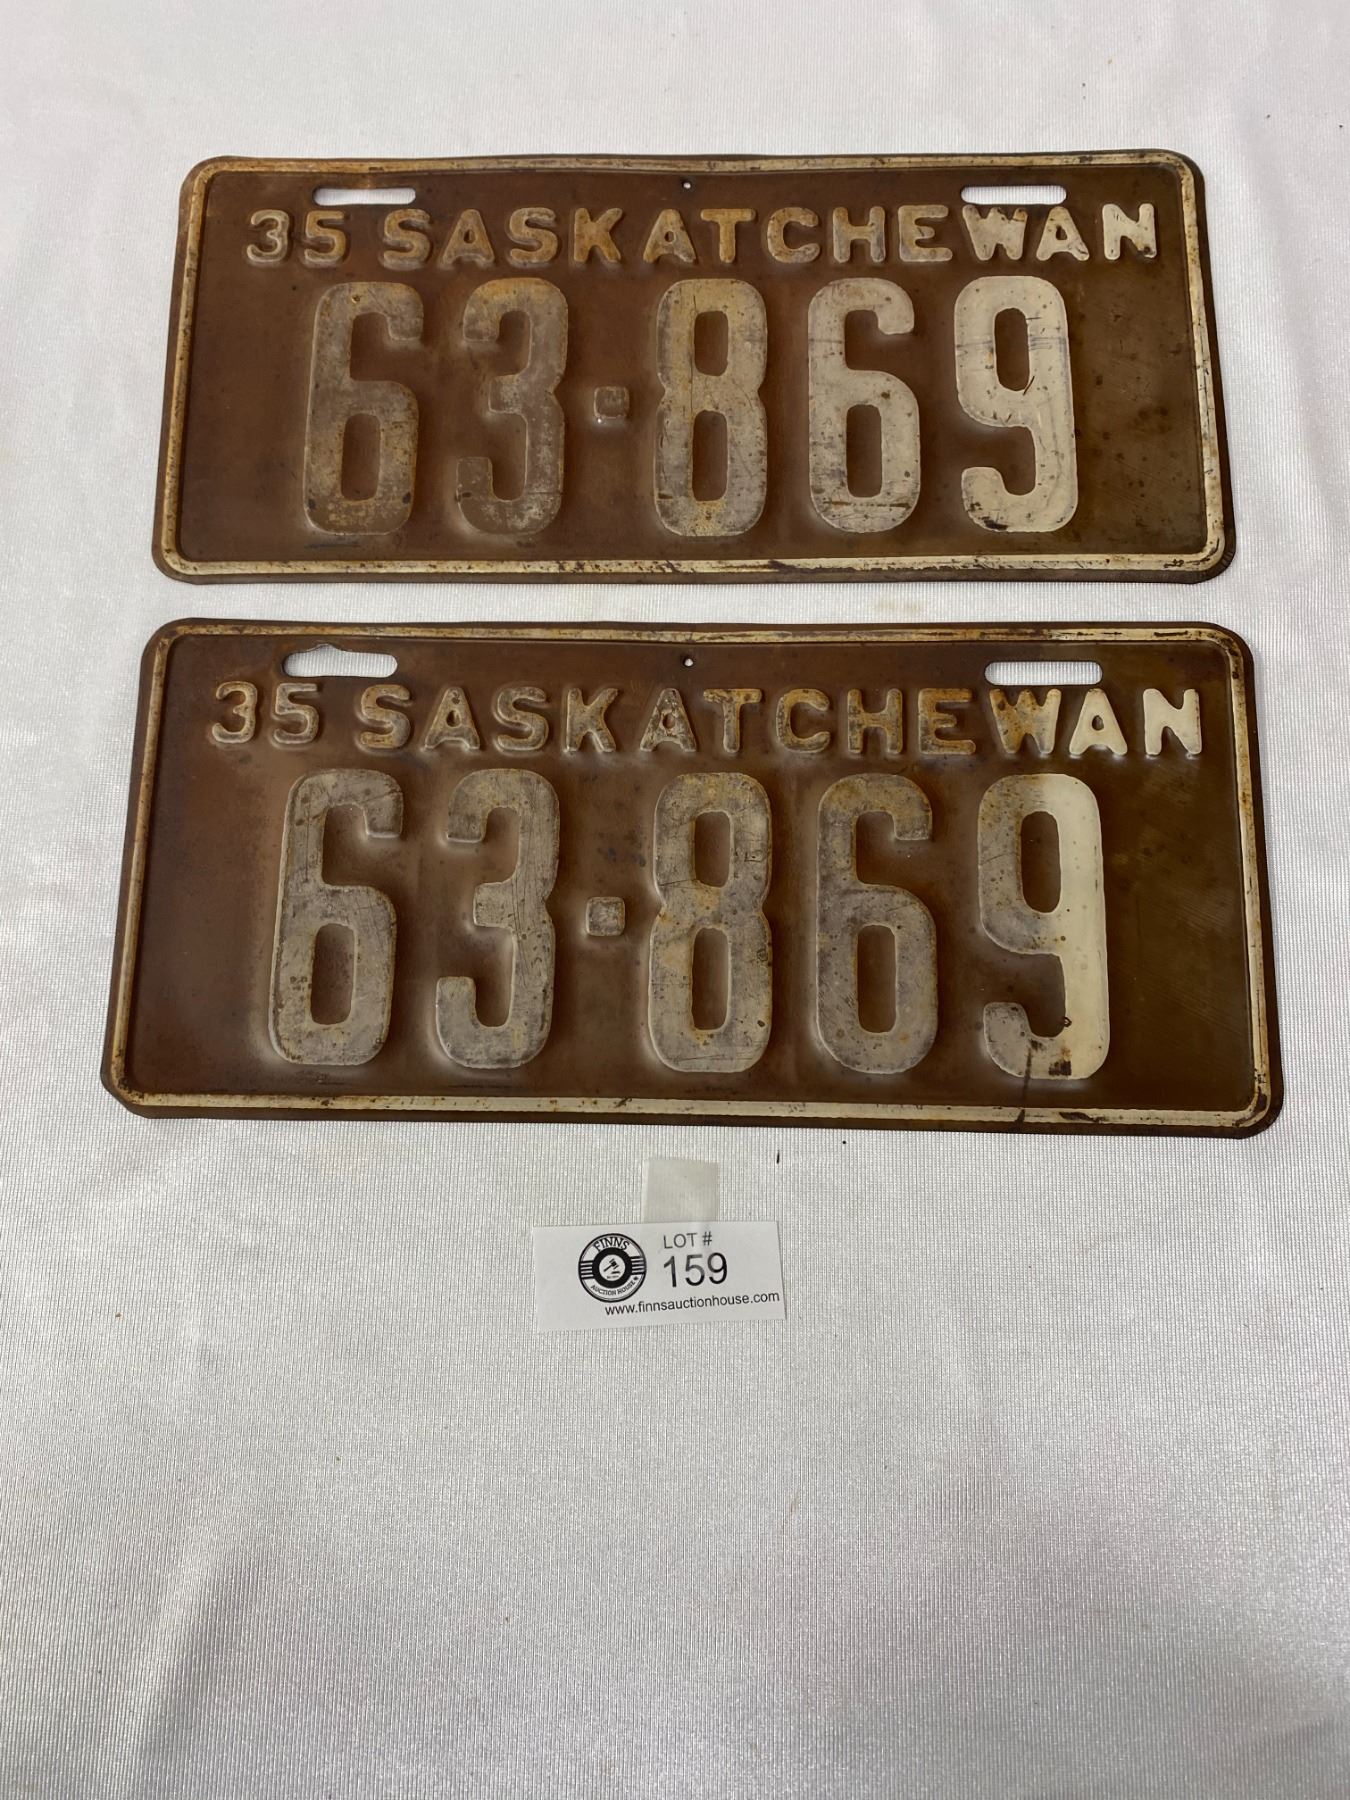 35 SASKATCHEWAN
63-869
35 SASKATCHEWAN
63-869
FINNS
AUCTION HOUSE
LOT #
159
www.finnsauctionhouse.com